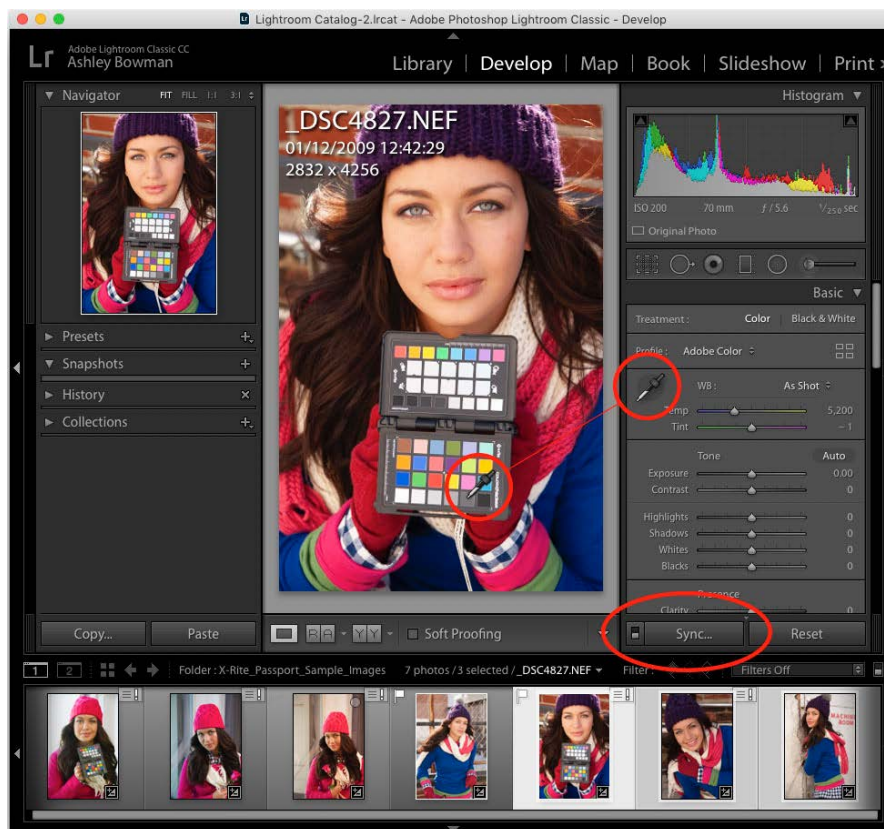 Lightroom Catalog-2.lrcat - Adobe Photoshop Lightroom Classic - Develop
Lr
Adobe Lightroom Classic CC
Ashley Bowman
Library | Develop | Map | Book | Slideshow | Print
Navigator FIT FILL 1:1 3:1
Histogram
_DSC4827.NEF
01/12/2009 12:42:29
2832 x 4256
ISO 200 70 mm ƒ / 5.6 1/250 sec
Original Photo
Basic
Treatment : Color Black & White
Profile : Adobe Color
WB : As Shot
Temp 5,200
Tint – 1
Tone Auto
Exposure 0.00
Contrast 0
Highlights 0
Shadows 0
Whites 0
Blacks 0
Presence
Clarity 0
Presets
Snapshots
History
Collections
Copy... Paste
R A Y Y Soft Proofing
Sync... Reset
1 2 Folder : X-Rite_Passport_Sample_Images 7 photos / 3 selected / _DSC4827.NEF Filter : Filters Off
MACHINE
ROOM